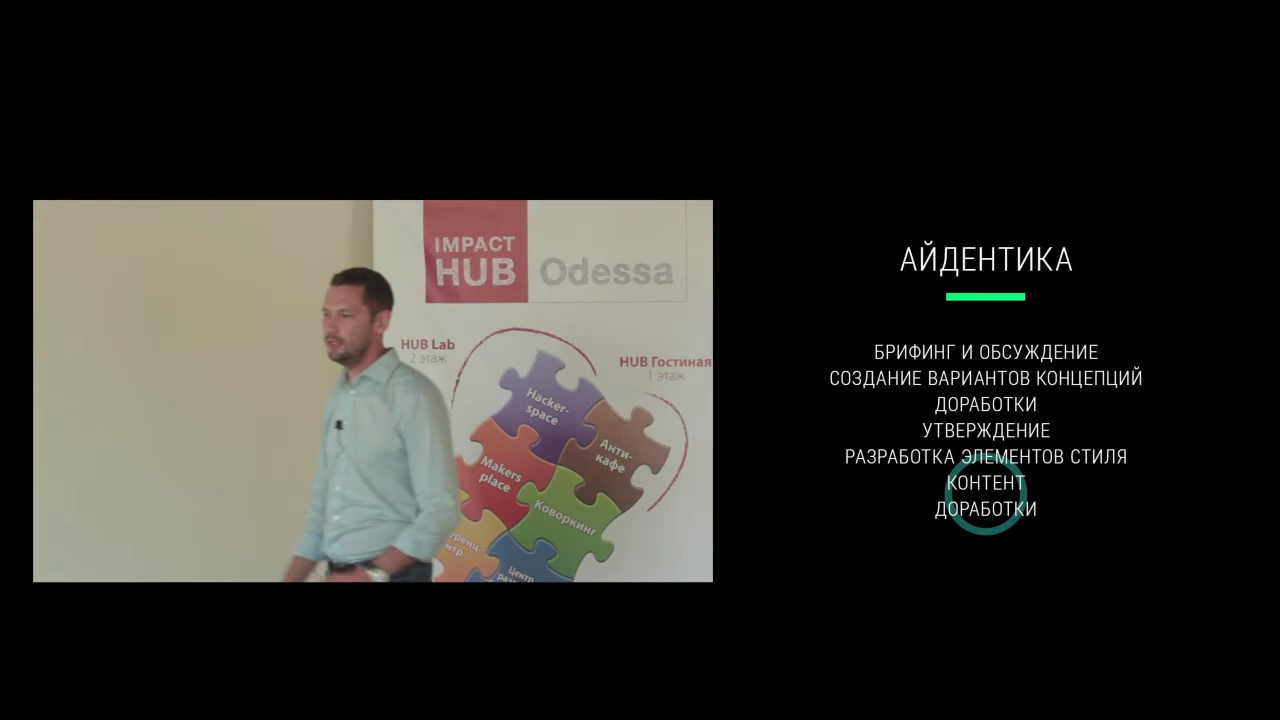 IMPACT
HUB Odessa
HUB Lab
2 этаж
HUB Гостиная
1 этаж
Hacker-
space
Анти-
кафе
Makers
place
Коворкинг
Центр
АЙДЕНТИКА
БРИФИНГ И ОБСУЖДЕНИЕ
СОЗДАНИЕ ВАРИАНТОВ КОНЦЕПЦИЙ
ДОРАБОТКИ
УТВЕРЖДЕНИЕ
РАЗРАБОТКА ЭЛЕМЕНТОВ СТИЛЯ
КОНТЕНТ
ДОРАБОТКИ